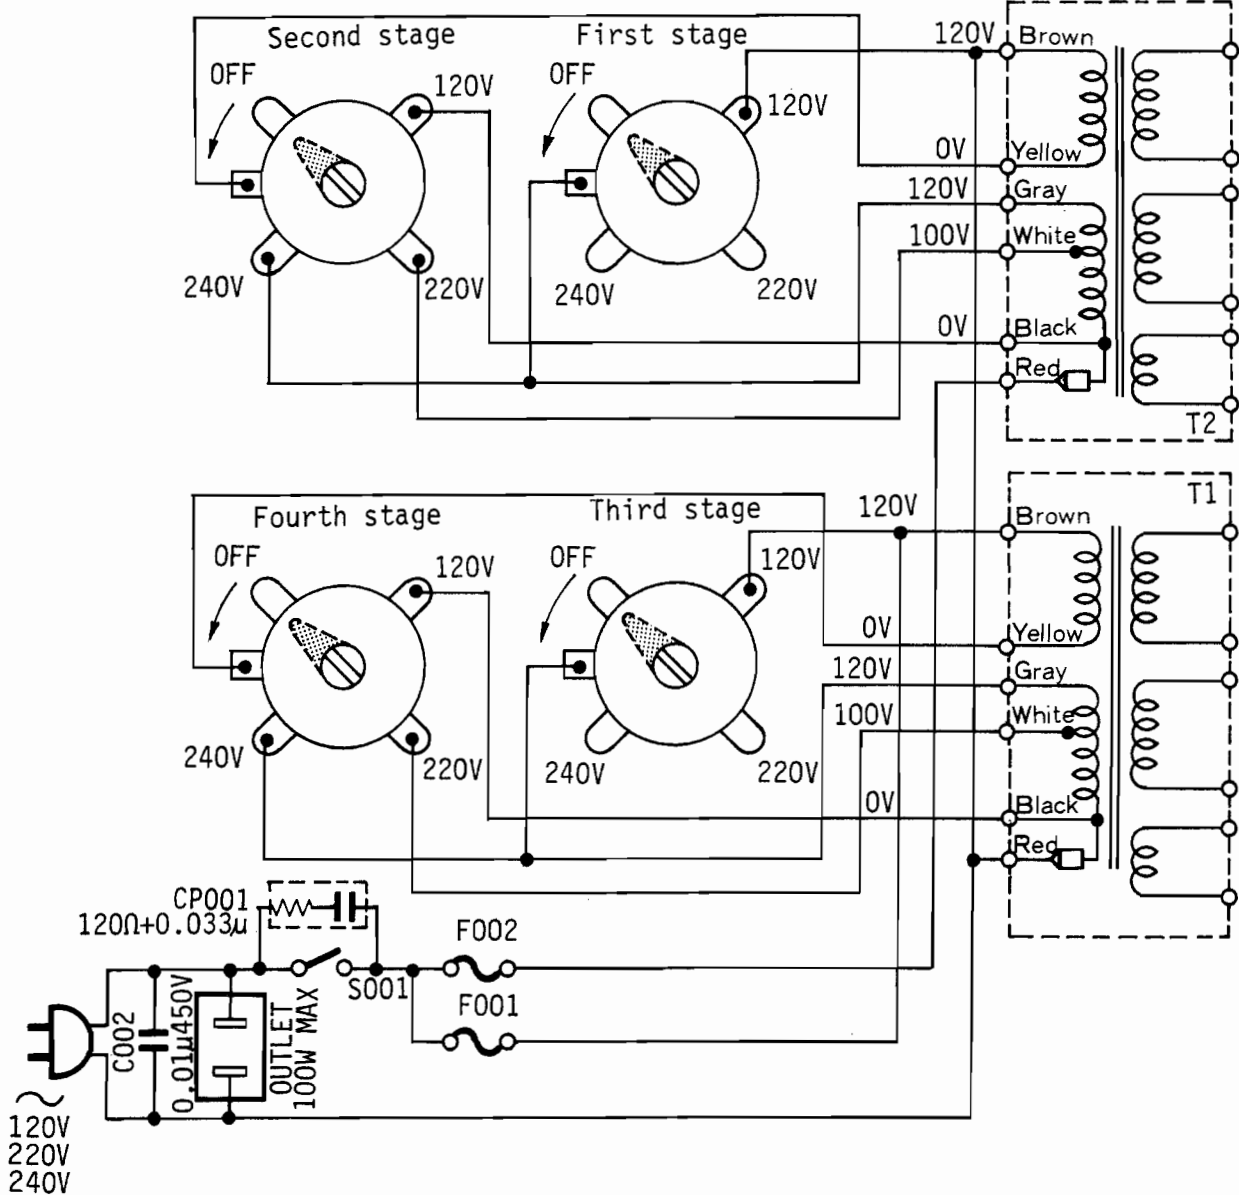 Second stage
First stage
120V
Brown
OFF
120V
OFF
120V
0V
Yellow
120V
Gray
100V
White
240V
220V
240V
220V
0V
Black
Red
T2
T1
Fourth stage
Third stage
120V
Brown
OFF
120V
OFF
120V
0V
Yellow
120V
Gray
100V
White
240V
220V
240V
220V
0V
Black
Red
CP001
120Ω+0.033μ
F002
S001
F001
C002
0.01μ450V
OUTLET
100W MAX
~
120V
220V
240V